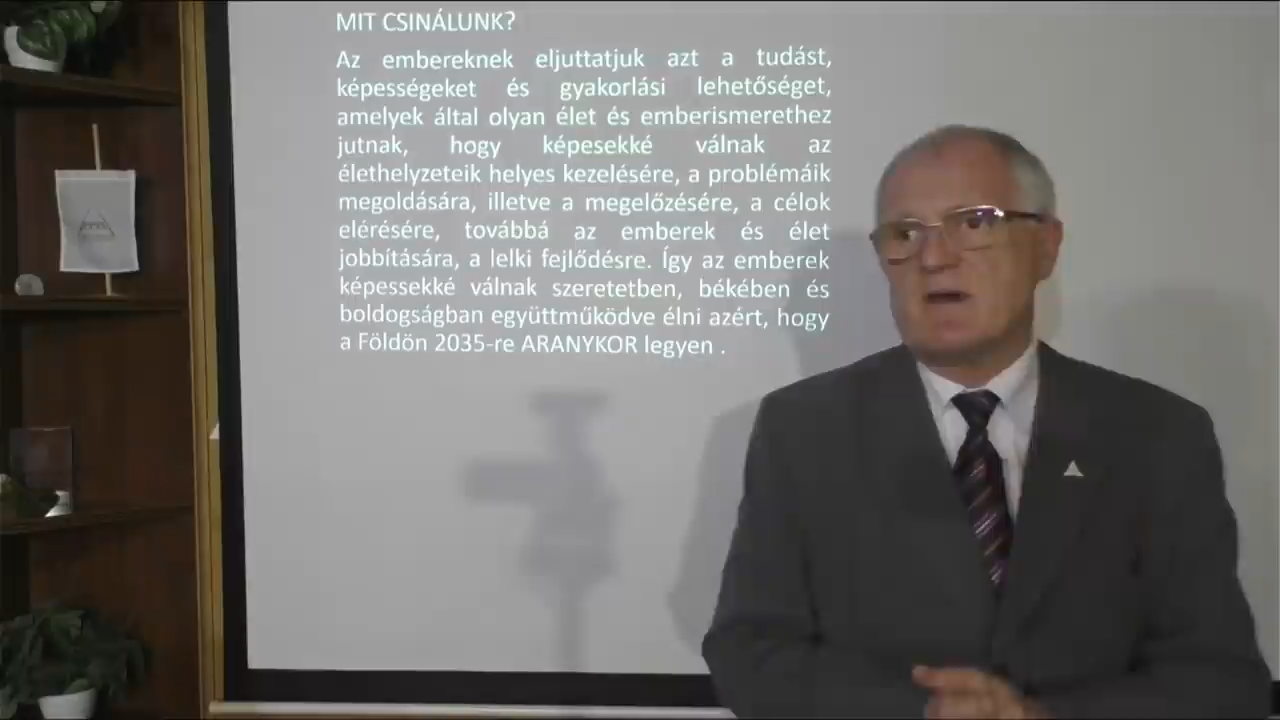 MIT CSINÁLUNK?
Az embereknek eljuttatjuk azt a tudást,
képességeket és gyakorlási lehetőséget,
amelyek által olyan élet és emberismerethez
jutnak, hogy képesekké válnak az
élethelyzeteik helyes kezelésére, a problémáik
megoldására, illetve a megelőzésére, a célok
elérésére, továbbá az emberek és élet
jobbítására, a lelki fejlődésre. Így az emberek
képessekké válnak szeretetben, békében és
boldogságban együttműködve élni azért, hogy
a Földön 2035-re ARANYKOR legyen .